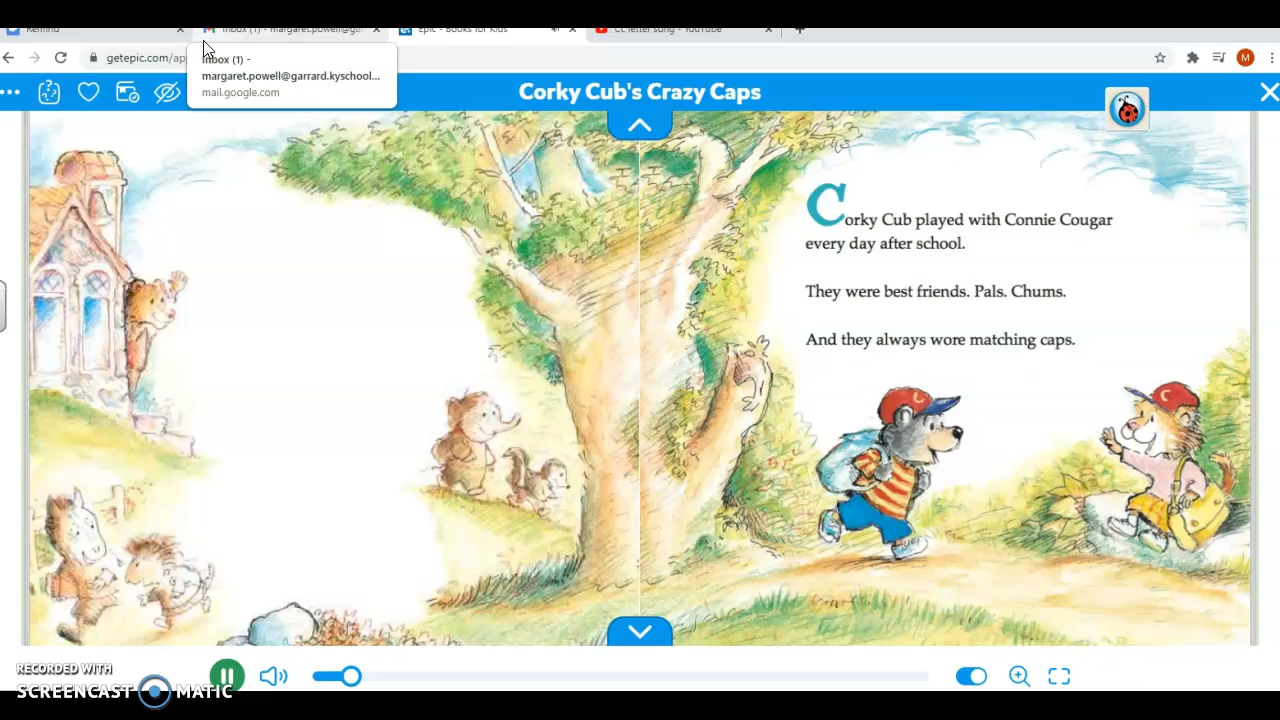 Remind
Inbox (1) - margaret.powell@gar
Epic - Books for Kids
Cc letter song - YouTube
getepic.com/ap
M
Inbox (1) -
margaret.powell@garrard.kyschool...
mail.google.com
Corky Cub's Crazy Caps
Corky Cub played with Connie Cougar
every day after school.
They were best friends. Pals. Chums.
And they always wore matching caps.
C
C
RECORDED WITH
SCREENCAST MATIC